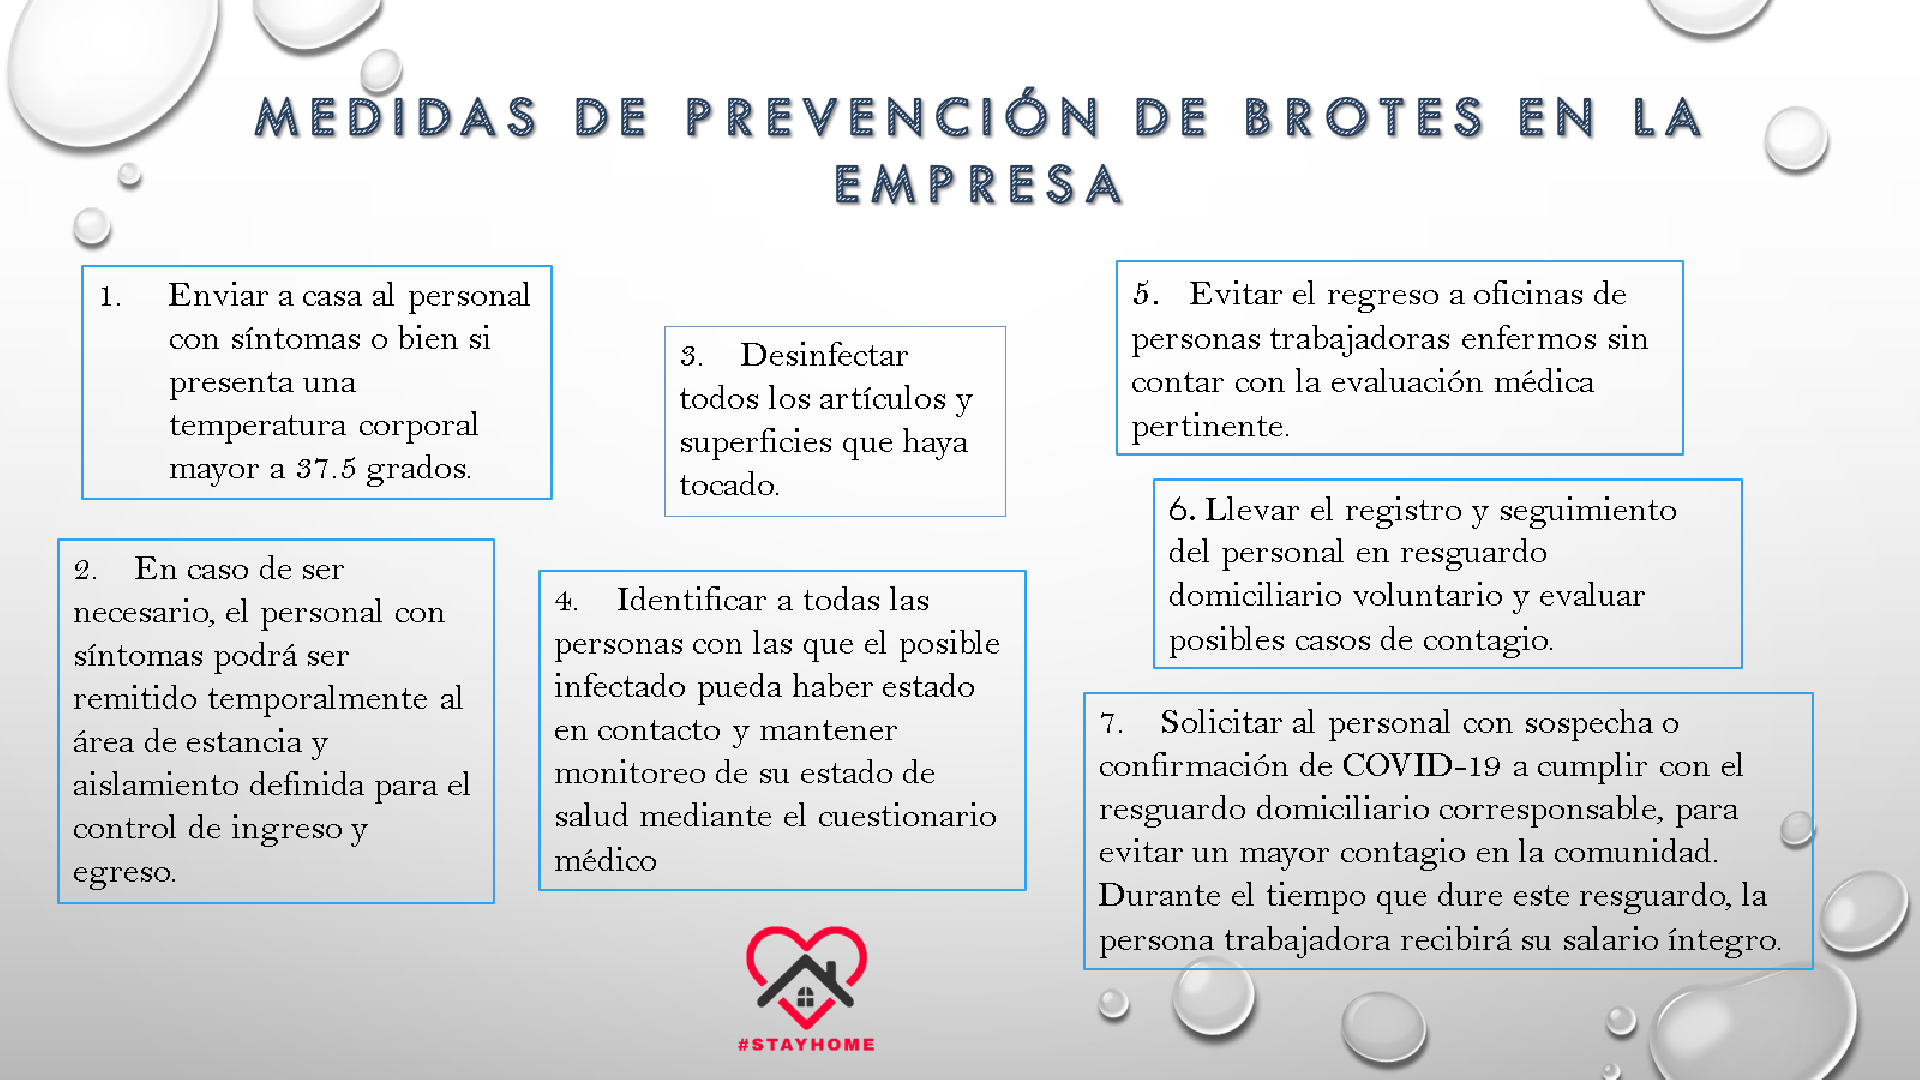 MEDIDAS DE PREVENCIÓN DE BROTES EN LA
EMPRESA
1. Enviar a casa al personal
con síntomas o bien si
presenta una
temperatura corporal
mayor a 37.5 grados.
2. En caso de ser
necesario, el personal con
síntomas podrá ser
remitido temporalmente al
área de estancia y
aislamiento definida para el
control de ingreso y
egreso.
3. Desinfectar
todos los artículos y
superficies que haya
tocado.
4. Identificar a todas las
personas con las que el posible
infectado pueda haber estado
en contacto y mantener
monitoreo de su estado de
salud mediante el cuestionario
médico
5. Evitar el regreso a oficinas de
personas trabajadoras enfermos sin
contar con la evaluación médica
pertinente.
6. Llevar el registro y seguimiento
del personal en resguardo
domiciliario voluntario y evaluar
posibles casos de contagio.
7. Solicitar al personal con sospecha o
confirmación de COVID-19 a cumplir con el
resguardo domiciliario corresponsable, para
evitar un mayor contagio en la comunidad.
Durante el tiempo que dure este resguardo, la
persona trabajadora recibirá su salario íntegro.
#STAYHOME